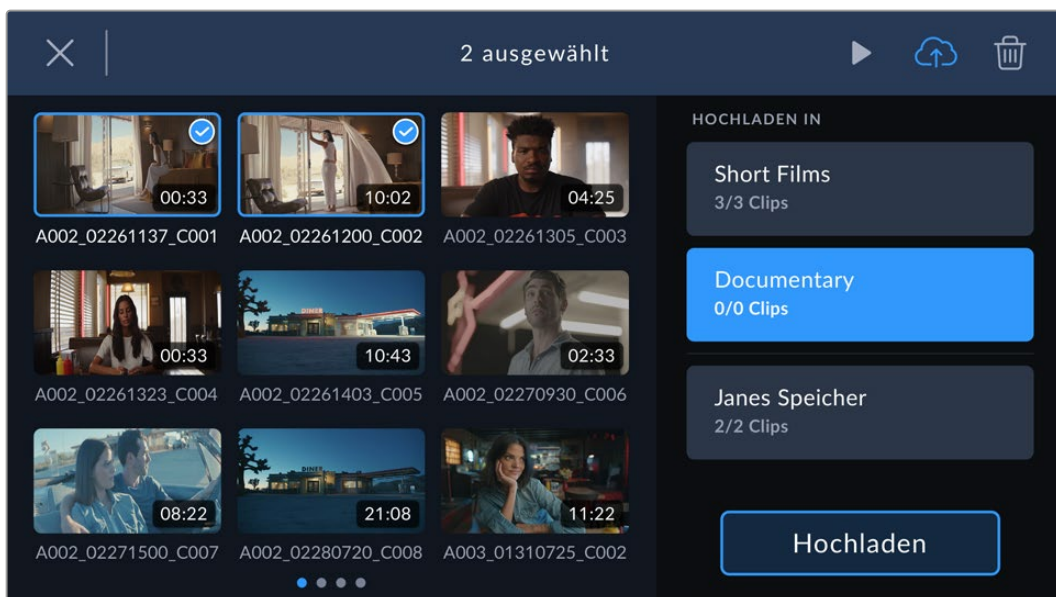 2 ausgewählt
00:33
10:02
04:25
A002_02261137_C001
A002_02261200_C002
A002_02261305_C003
DINER
00:33
10:43
02:33
A002_02261323_C004
A002_02261403_C005
A002_02270930_C006
DINER
08:22
21:08
11:22
A002_02271500_C007
A002_02280720_C008
A003_01310725_C002
HOCHLADEN IN
Short Films
3/3 Clips
Documentary
0/0 Clips
Janes Speicher
2/2 Clips
Hochladen